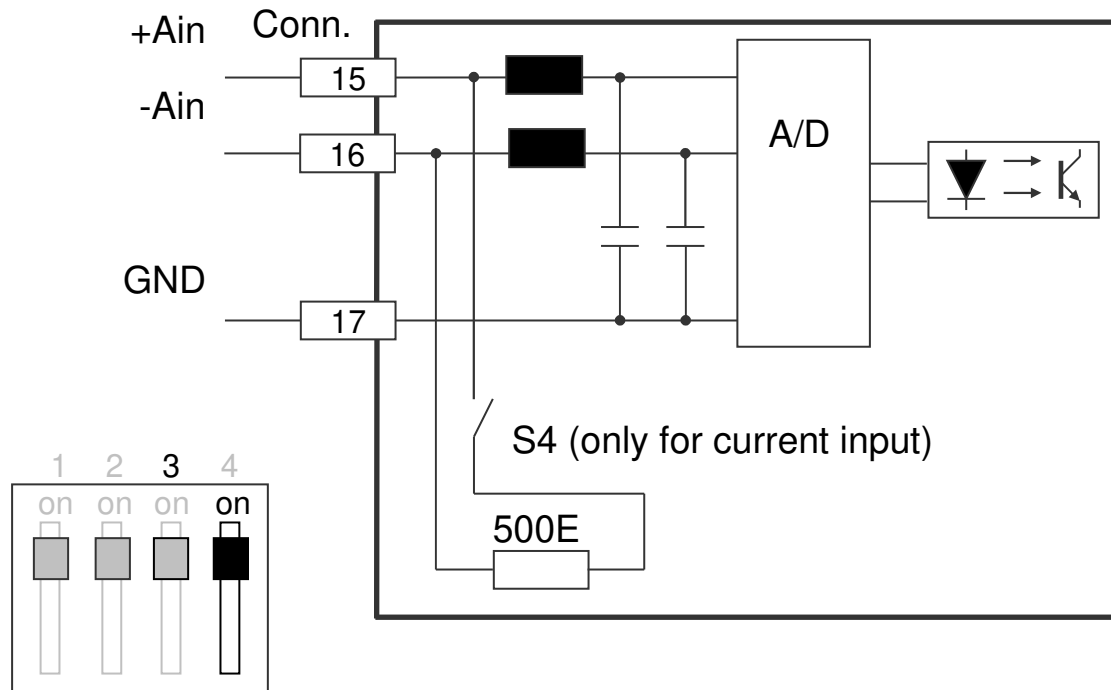 +Ain Conn.
15
-Ain
16
A/D
GND
17
S4 (only for current input)
1 2 3 4
on on on on
500E